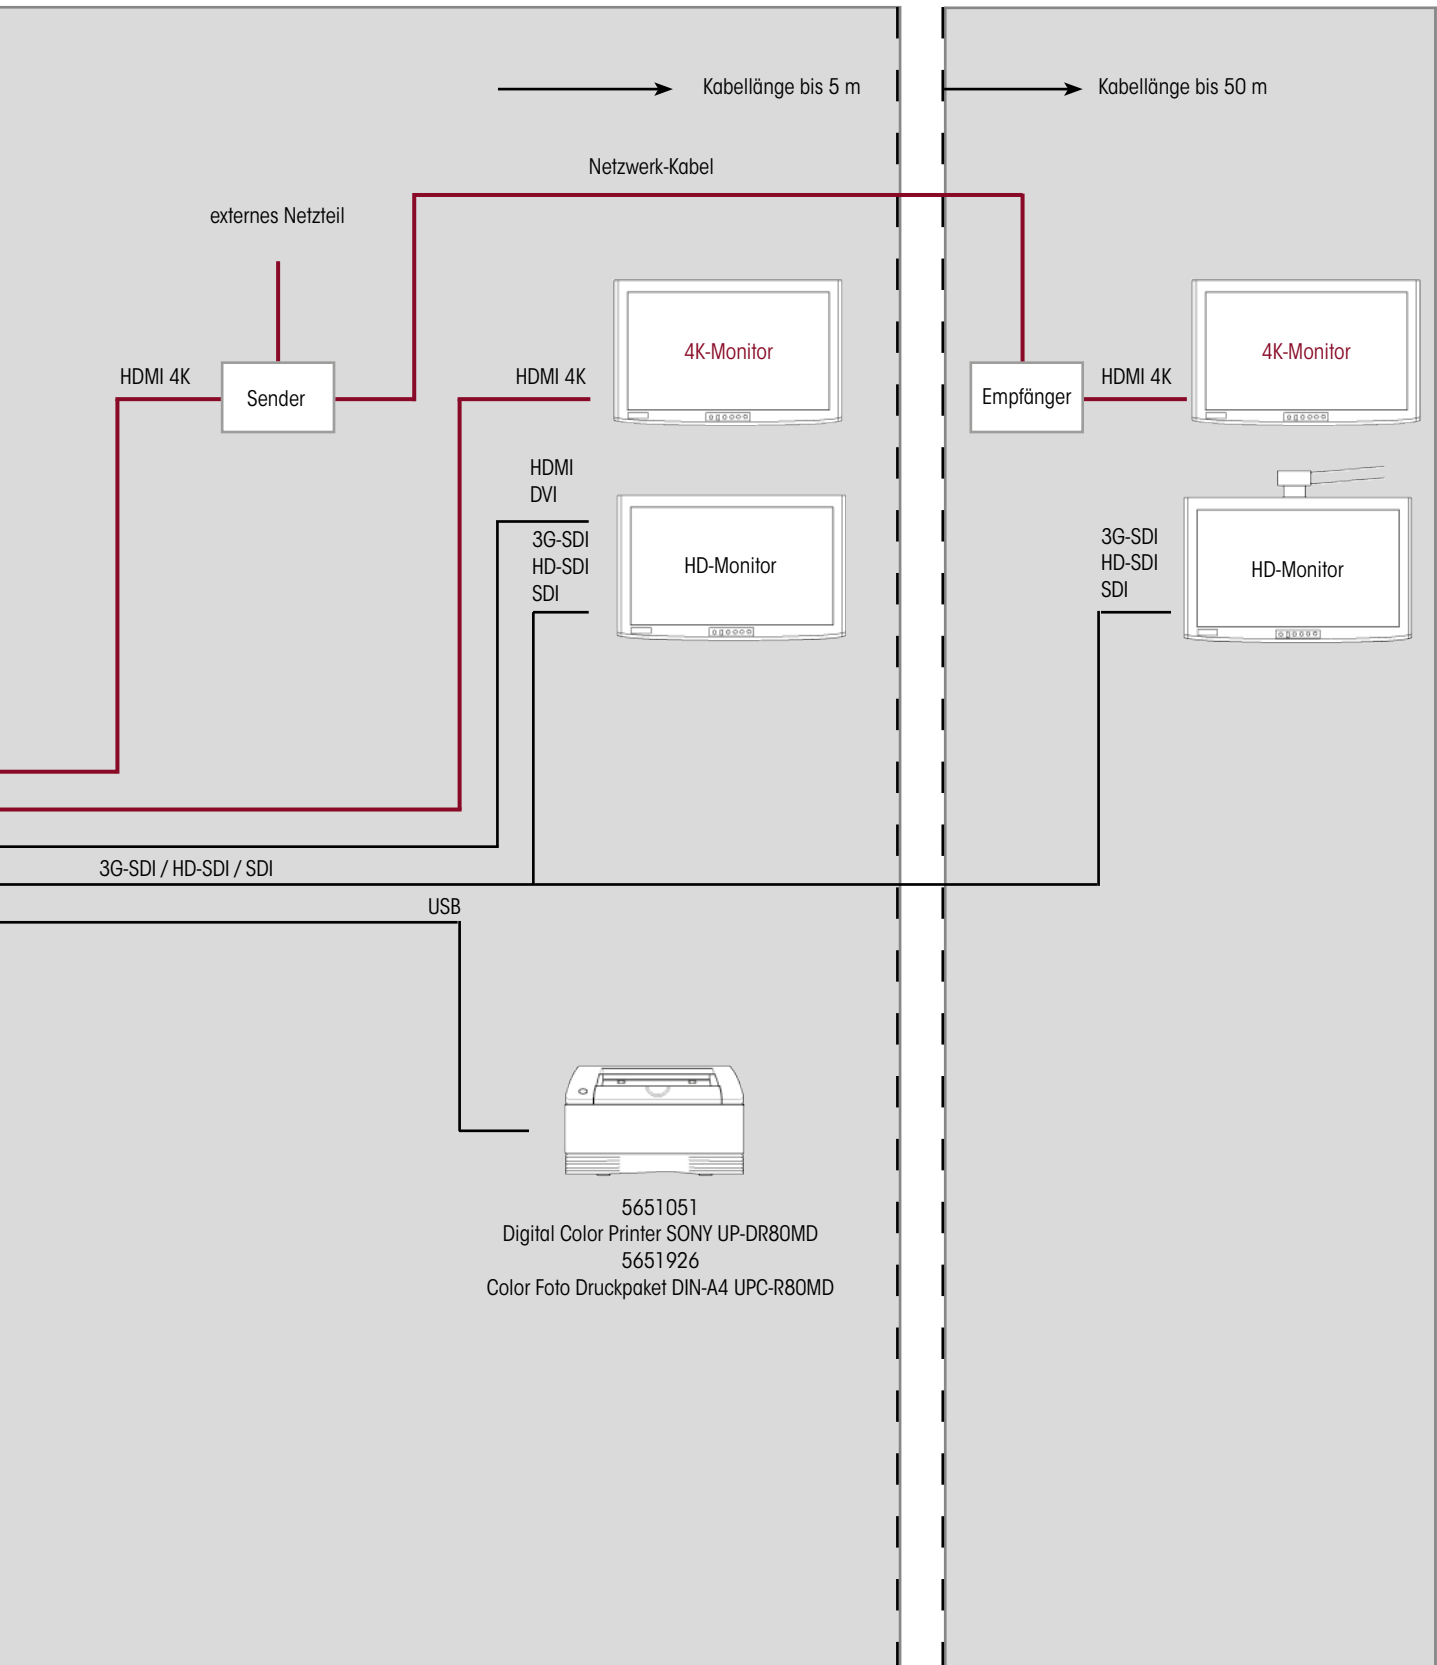 Kabellänge bis 5 m
Kabellänge bis 50 m
Netzwerk-Kabel
externes Netzteil
4K-Monitor
4K-Monitor
HDMI 4K
Sender
HDMI 4K
Empfänger
HDMI 4K
HDMI
DVI
3G-SDI
HD-SDI
SDI
HD-Monitor
3G-SDI
HD-SDI
SDI
HD-Monitor
3G-SDI / HD-SDI / SDI
USB
5651051
Digital Color Printer SONY UP-DR80MD
5651926
Color Foto Druckpaket DIN-A4 UPC-R80MD